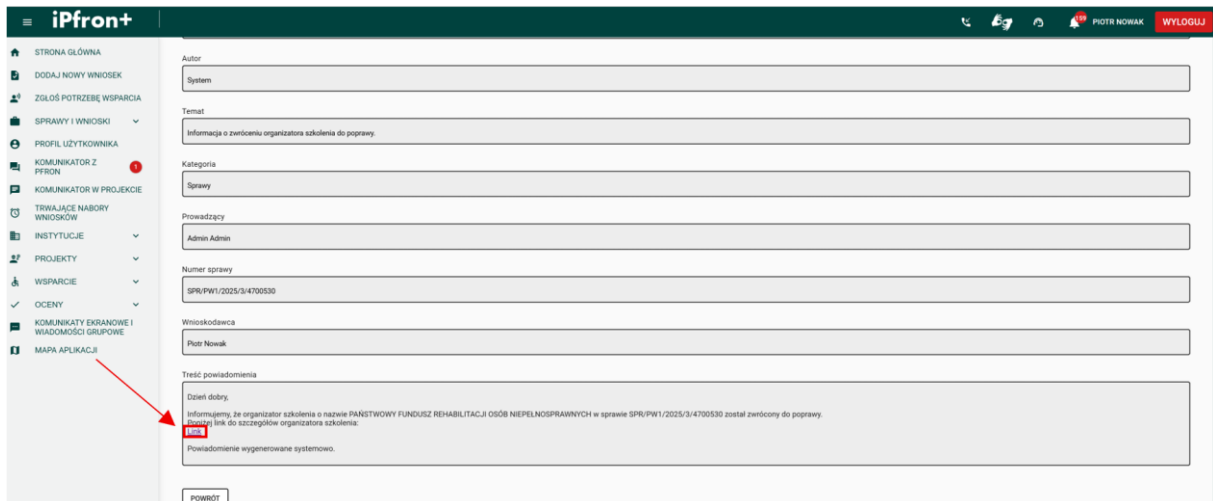 iPfron+
159
PIOTR NOWAK
WYLOGUJ
STRONA GŁÓWNA
DODAJ NOWY WNIOSEK
ZGŁOŚ POTRZEBĘ WSPARCIA
SPRAWY I WNIOSKI
PROFIL UŻYTKOWNIKA
KOMUNIKATOR Z
PFRON
1
KOMUNIKATOR W PROJEKCIE
TRWAJĄCE NABORY
WNIOSKÓW
INSTYTUCJE
PROJEKTY
WSPARCIE
OCENY
KOMUNIKATY EKRANOWE I
WIADOMOŚCI GRUPOWE
MAPA APLIKACJI
Autor
System
Temat
Informacja o zwróceniu organizatora szkolenia do poprawy.
Kategoria
Sprawy
Prowadzący
Admin Admin
Numer sprawy
SPR/PW1/2025/3/4700530
Wnioskodawca
Piotr Nowak
Treść powiadomienia
Dzień dobry,
Informujemy, że organizator szkolenia o nazwie PAŃSTWOWY FUNDUSZ REHABILITACJI OSÓB NIEPEŁNOSPRAWNYCH w sprawie SPR/PW1/2025/3/4700530 został zwrócony do poprawy.
Poniżej link do szczegółów organizatora szkolenia:
Link
Powiadomienie wygenerowane systemowo.
POWRÓT